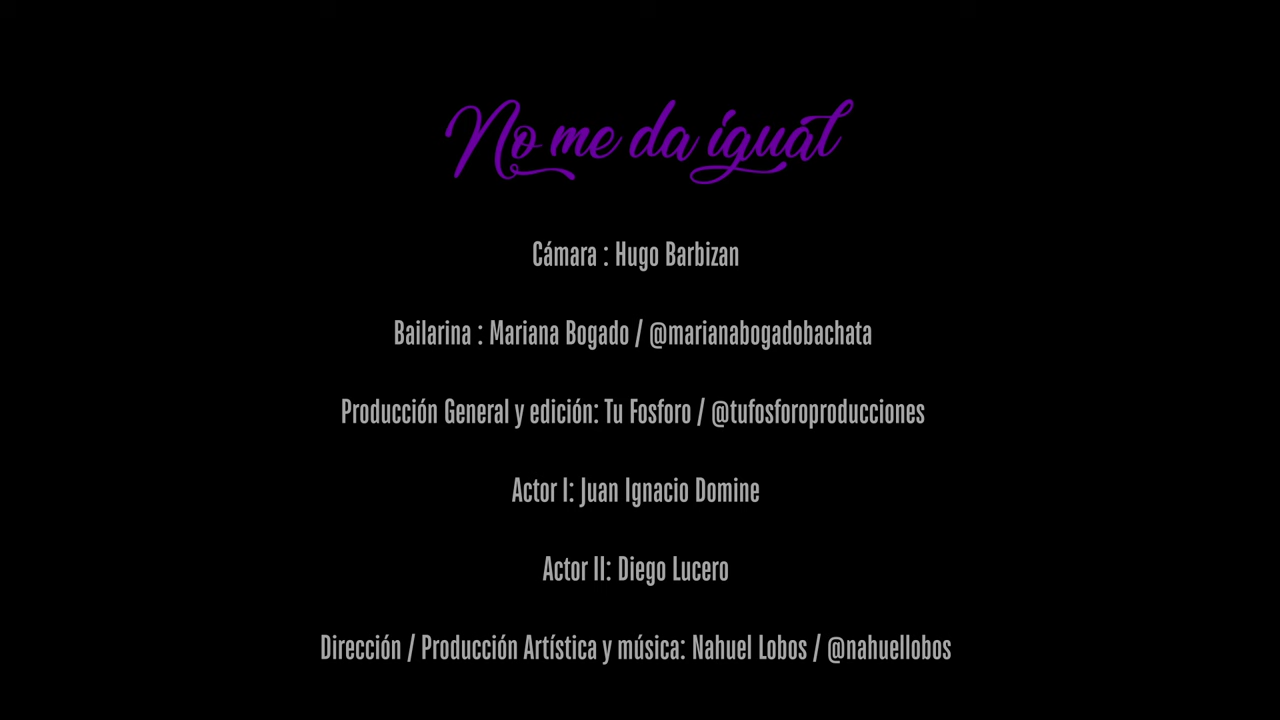 No me da igual
Cámara : Hugo Barbizan
Bailarina : Mariana Bogado / @marianabogadobachata
Producción General y edición: Tu Fosforo / @tufosforoproducciones
Actor I: Juan Ignacio Domine
Actor II: Diego Lucero
Dirección / Producción Artística y música: Nahuel Lobos / @nahuellobos